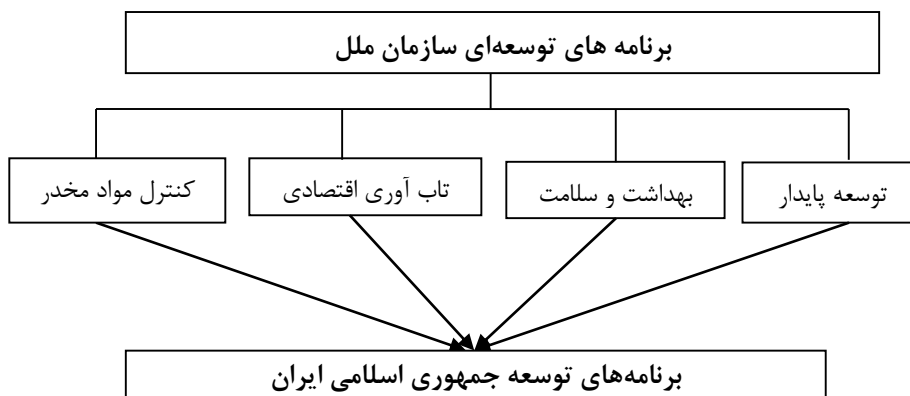 برنامه های توسعه‌ای سازمان ملل
توسعه پایدار
بهداشت و سلامت
تاب آوری اقتصادی
کنترل مواد مخدر
برنامه‌های توسعه جمهوری اسلامی ایران